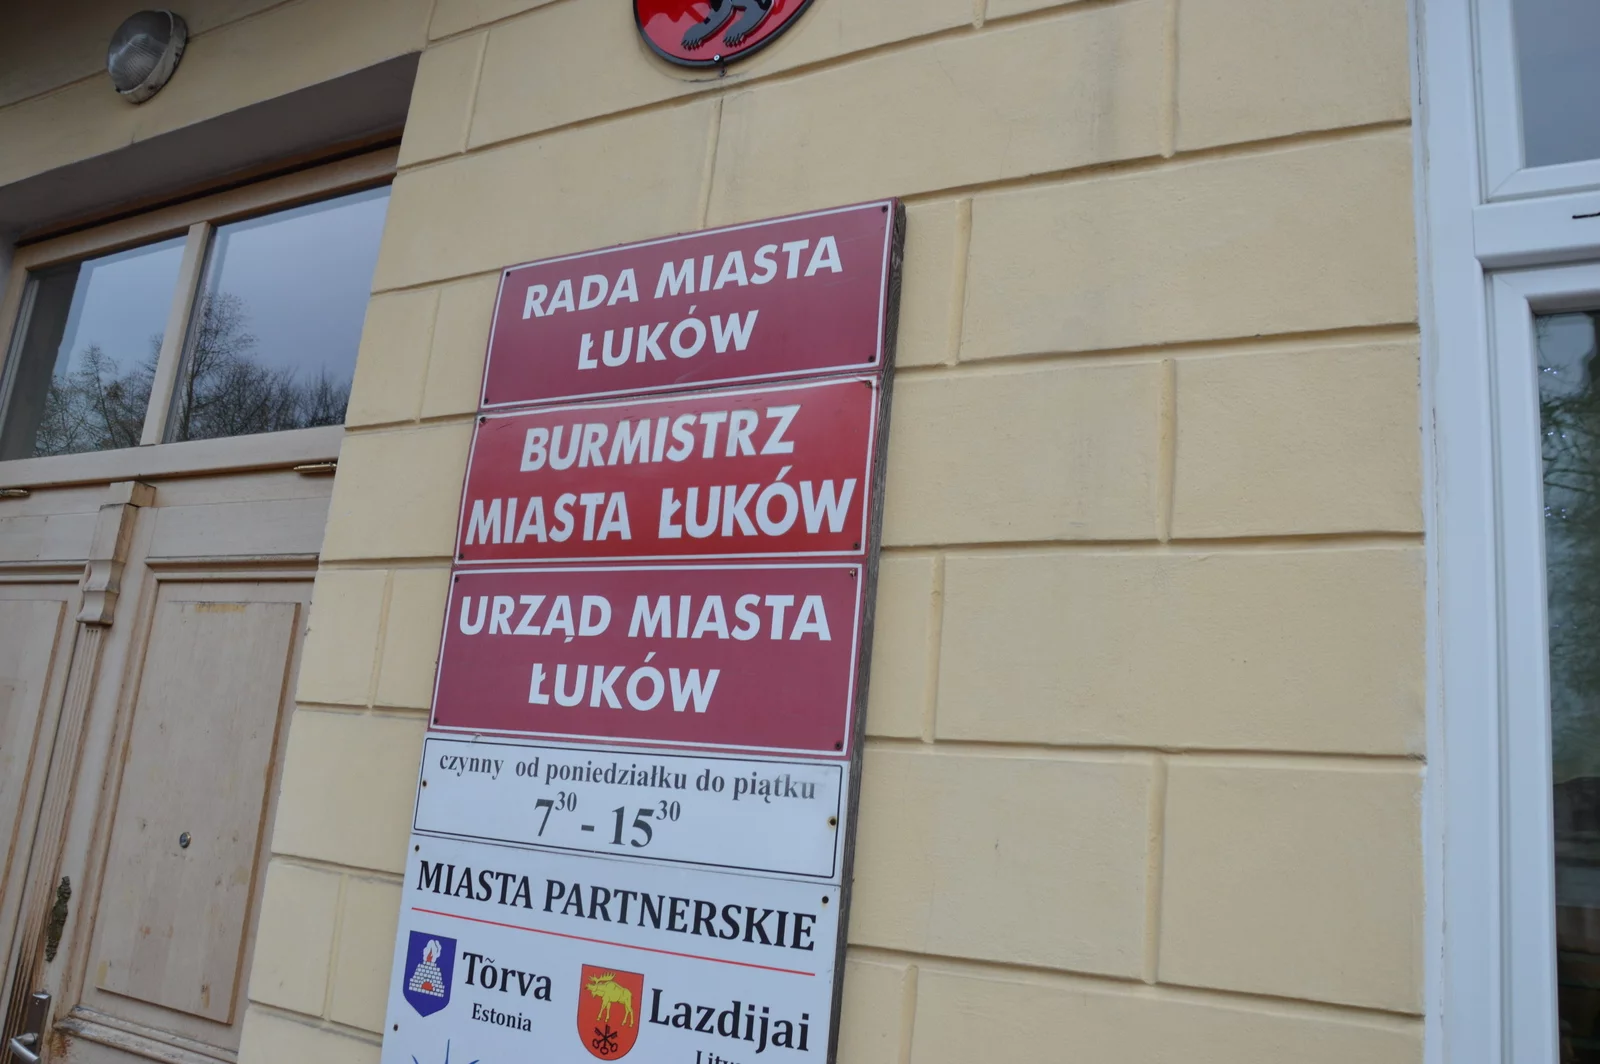 RADA MIASTA
ŁUKÓW
BURMISTRZ
MIASTA ŁUKÓW
URZĄD MIASTA
ŁUKÓW
czynny od poniedziałku do piątku
7³⁰ - 15³⁰
MIASTA PARTNERSKIE
Tõrva
Estonia
Lazdijai